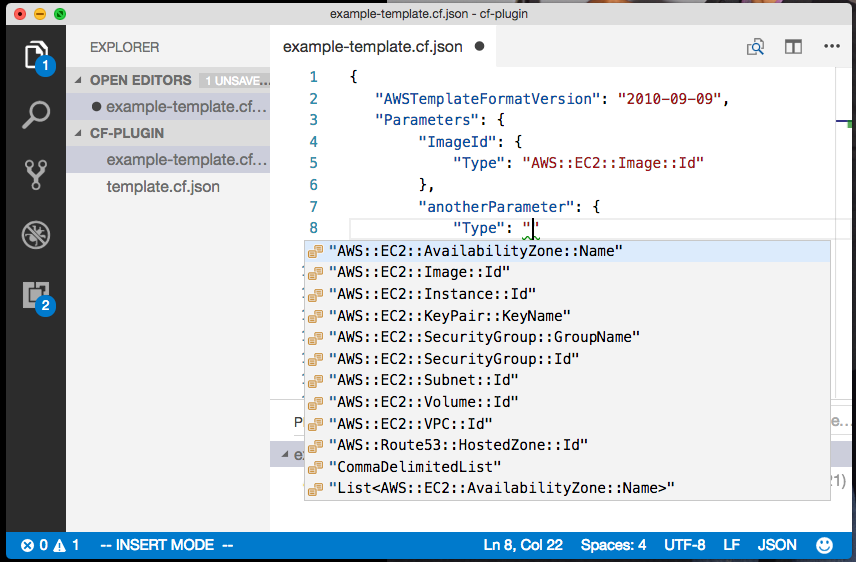 example-template.cf.json - cf-plugin
EXPLORER
OPEN EDITORS 1 UNSAVE...
example-template.cf...
CF-PLUGIN
example-template.cf...
template.cf.json
1
2
example-template.cf.json
1 {
2 "AWSTemplateFormatVersion": "2010-09-09",
3 "Parameters": {
4 "ImageId": {
5 "Type": "AWS::EC2::Image::Id"
6 },
7 "anotherParameter": {
8 "Type": ""
"AWS::EC2::AvailabilityZone::Name"
"AWS::EC2::Image::Id"
"AWS::EC2::Instance::Id"
"AWS::EC2::KeyPair::KeyName"
"AWS::EC2::SecurityGroup::GroupName"
"AWS::EC2::SecurityGroup::Id"
"AWS::EC2::Subnet::Id"
"AWS::EC2::Volume::Id"
"AWS::EC2::VPC::Id"
"AWS::Route53::HostedZone::Id"
"CommaDelimitedList"
"List<AWS::EC2::AvailabilityZone::Name>"
0 1 -- INSERT MODE -- Ln 8, Col 22 Spaces: 4 UTF-8 LF JSON